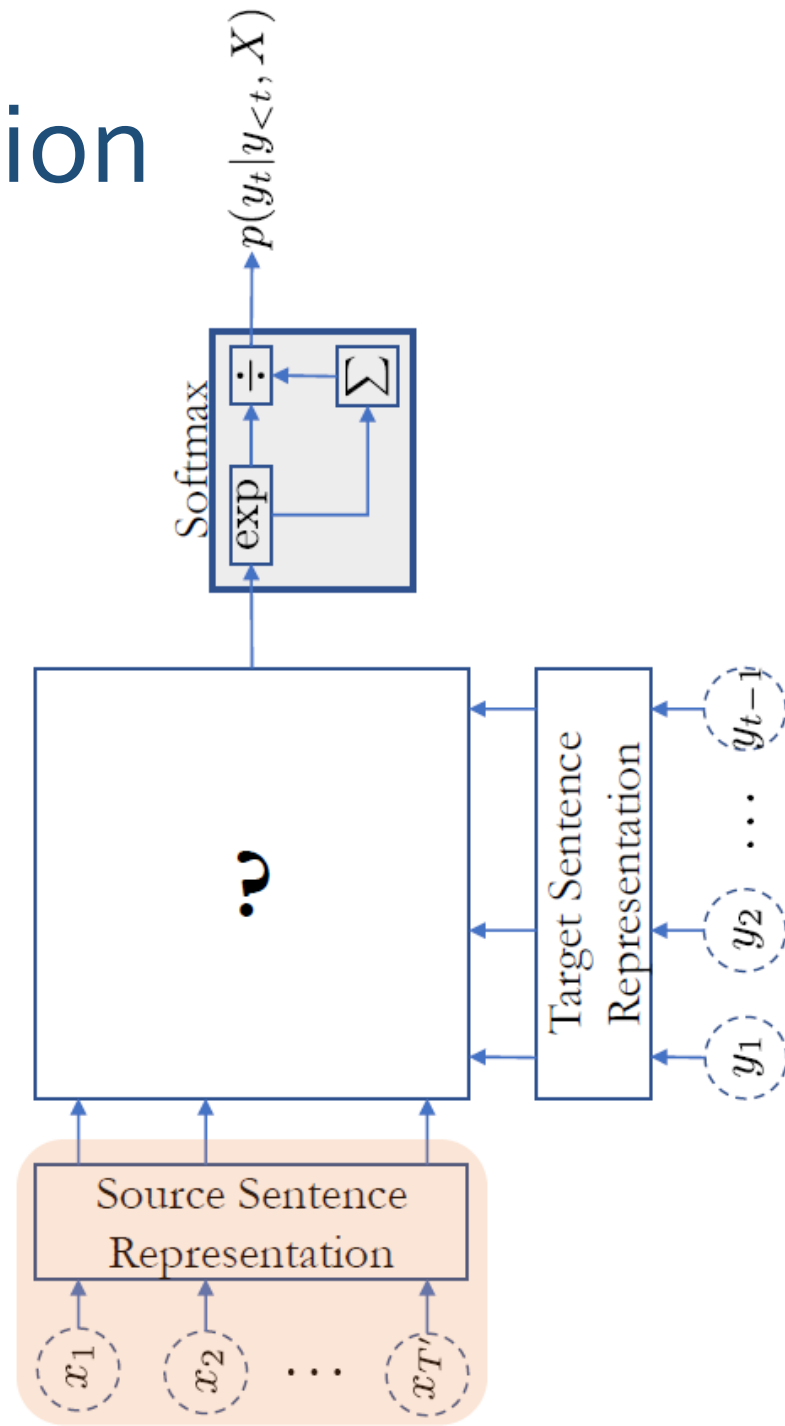 ion
Softmax
exp
÷
Σ
p(y_t|y_{<t}, X)
?
Source Sentence
Representation
x_1
x_2
...
x_{T'}
Target Sentence
Representation
y_1
y_2
...
y_{t-1}